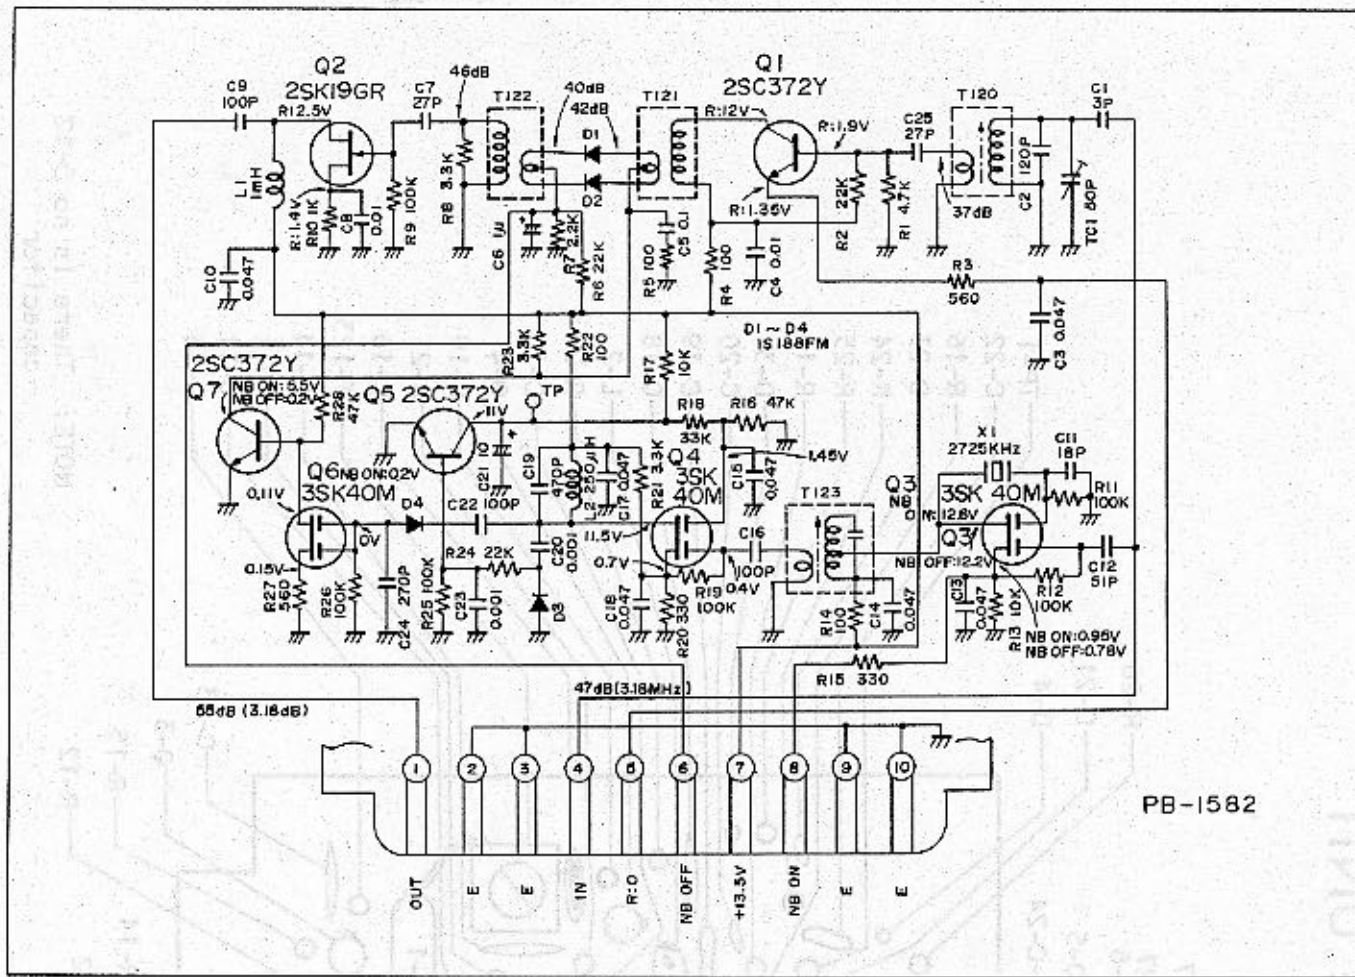 Q2
2SK19GR
C9
100P
R:12.5V
C7
27P
46dB
T122
40dB
42dB
T121
Q1
2SC372Y
R:12V
R:1.9V
C25
27P
T120
C1
3P
D1
D2
L1
1mH
R:1.4V
R10 1K
C8
0.01
R9 100K
R8 3.3K
C6 1μ
R7
2.2K
R6 22K
R5 100
C5 0.1
R4 100
C4 0.01
R:1.35V
22K
R2
R1 4.7K
37dB
C2
120P
TC1 80P
C10
0.047
R3
560
C3 0.047
D1 ~ D4
1S188FM
2SC372Y
NB ON:5.5V
NB OFF:0.2V
Q7
R28
47K
Q5 2SC372Y
11V
R23
3.3K
R22
100
TP
R17
10K
R18
33K
R16 47K
1.45V
C15
0.047
X1
2725KHz
C11
18P
R11
100K
Q6 NB ON:0.2V
3SK40M
0.11V
0.15V
0V
D4
C22
100P
C21 10
C19
470P
L2 250μH
C17 0.047
R21 3.3K
Q4
3SK
40M
11.5V
0.7V
T123
Q3
NB
ON:12.6V
3SK 40M
Q3
NB OFF:12.2V
C16
100P
0.4V
C12
51P
R27
560
R26
100K
C24 270P
R25 100K
R24 22K
C23
0.001
C20
0.001
D3
C18
0.047
R20 330
R19
100K
R14
100
C14
0.047
C13
0.047
R13 10K
R12
100K
NB ON:0.95V
NB OFF:0.78V
R15 330
47dB (3.18MHz)
55dB (3.18dB)
1
2
3
4
5
6
7
8
9
10
PB-1582
OUT
E
E
IN
R:O
NB OFF
+13.5V
NB ON
E
E